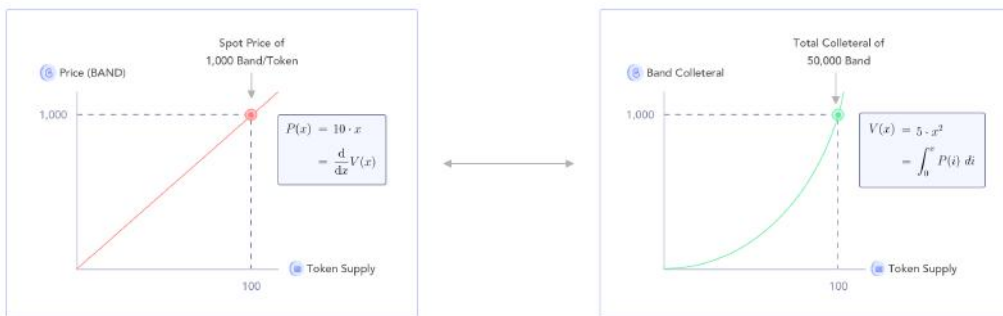 Spot Price of
1,000 Band/Token
Price (BAND)
1,000
P(x) = 10 · x
= d/dx V(x)
Token Supply
100
Total Colleteral of
50,000 Band
Band Colleteral
1,000
V(x) = 5 · x²
= ∫₀ˣ P(i) di
Token Supply
100